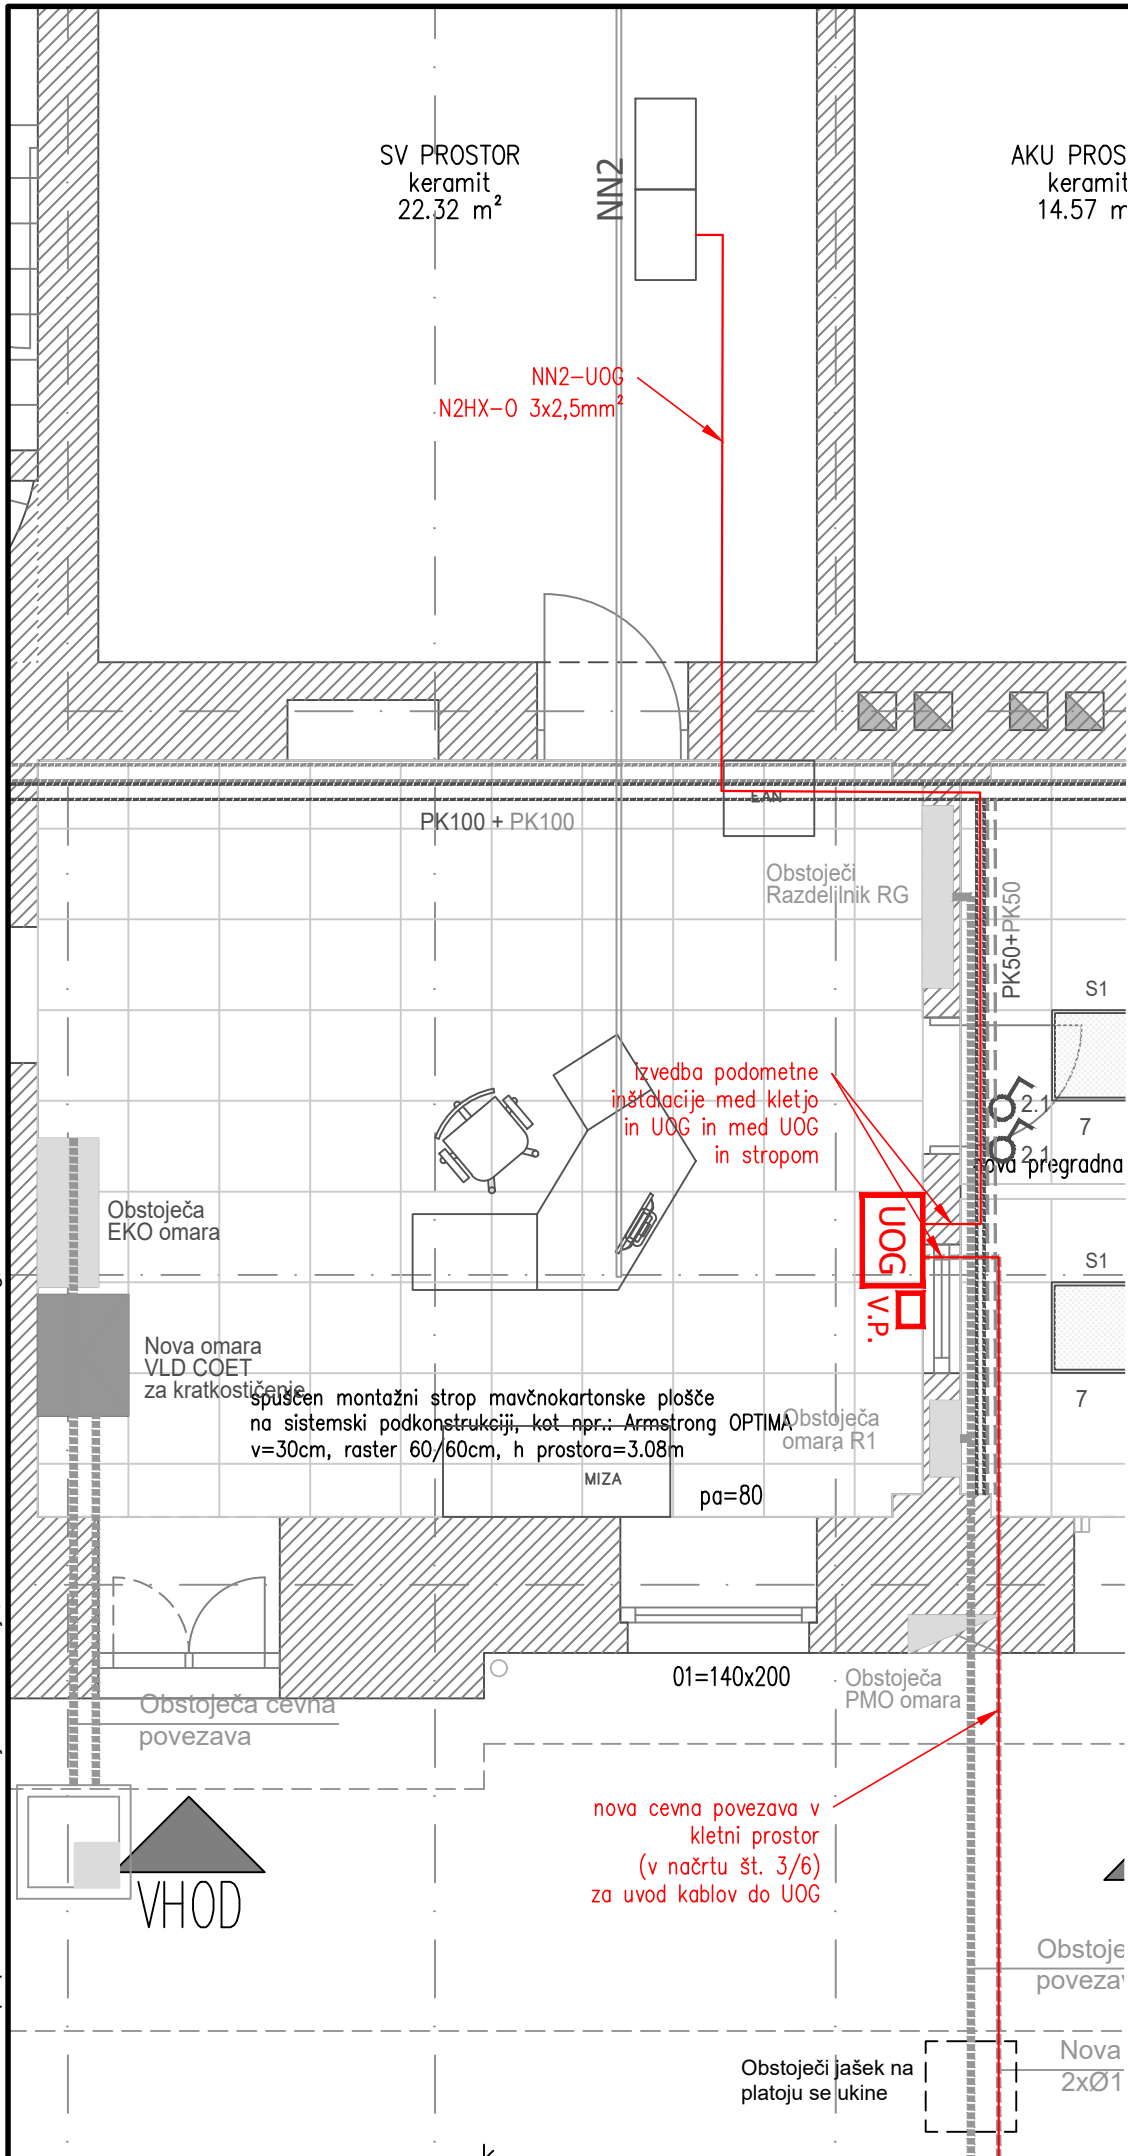 SV PROSTOR
keramit
22.32 m²
NN2
AKU PROS
keramit
14.57 m
NN2-UOG
N2HX-O 3x2,5mm²
EAN
PK100 + PK100
Obstoječi
Razdelilnik RG
PK50+PK50
S1
izvedba podometne
inštalacije med kletjo
in UOG in med UOG
in stropom
2.1
7
2.1
nova pregradna
Obstoječa
EKO omara
UOG
V.P.
S1
Nova omara
VLD COET
za kratkostičenje
spuščen montažni strop mavčnokartonske plošče
na sistemski podkonstrukciji, kot npr.: Armstrong OPTIMA
v=30cm, raster 60/60cm, h prostora=3.08m
Obstoječa
omara R1
7
MIZA
pa=80
01=140x200
Obstoječa
PMO omara
Obstoječa cevna
povezava
nova cevna povezava v
kletni prostor
(v načrtu št. 3/6)
za uvod kablov do UOG
VHOD
Obstoje
povezav
Obstoječi jašek na
platoju se ukine
Nova
2xØ1